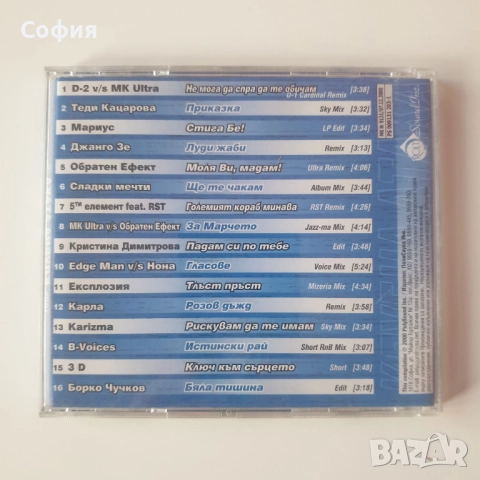 София
1 D-2 v/s MK Ultra Не мога да спра да те обичам [3:38]
D-1 Cardinal Remix
2 Теди Кацарова Приказка Sky Mix [3:32]
3 Мариус Стига Бе! LP Edit [3:34]
4 Джанго Зе Луди жаби Remix [3:13]
5 Обратен Ефект Моля Ви, мадам! Ultra Remix [4:08]
6 Сладки мечти Ще те чакам Album Mix [3:44]
7 5ТМ елемент feat. RST Големият кораб минава RST Remix [4:26]
8 MK Ultra v/s Обратен Ефект За Марчето Jazz-ma Mix [4:14]
9 Кристина Димитрова Падам си по тебе Edit [3:48]
10 Edge Man v/s Нона Гласове Voice Mix [5:24]
11 Експлозия Тлъст пръст Mizeria Mix [4:34]
12 Карла Розов дъжд Remix [3:58]
13 Karizma Рискувам да те имам Sky Mix [3:34]
14 B-Voices Истински рай Short RnB Mix [3:07]
15 3 D Ключ към сърцето Short [3:48]
16 Борко Чучков Бяла тишина Edit [3:18]
BAZAR